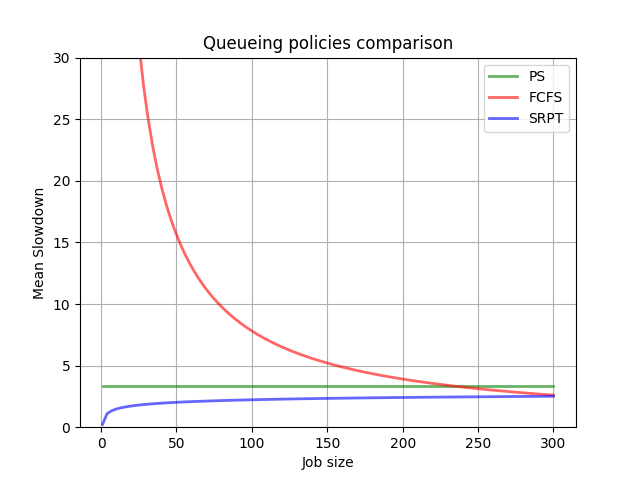 Queueing policies comparison
PS
FCFS
SRPT
30
25
20
15
10
5
0
Mean Slowdown
0 50 100 150 200 250 300
Job size